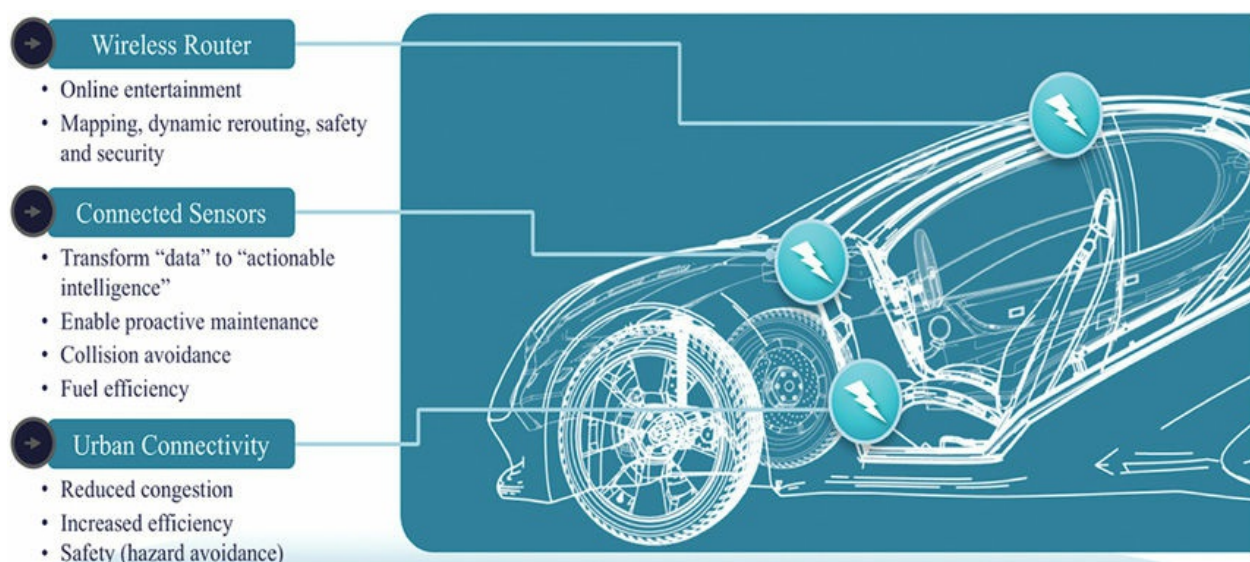 Wireless Router
• Online entertainment
• Mapping, dynamic rerouting, safety
and security
Connected Sensors
• Transform “data” to “actionable
intelligence”
• Enable proactive maintenance
• Collision avoidance
• Fuel efficiency
Urban Connectivity
• Reduced congestion
• Increased efficiency
• Safety (hazard avoidance)